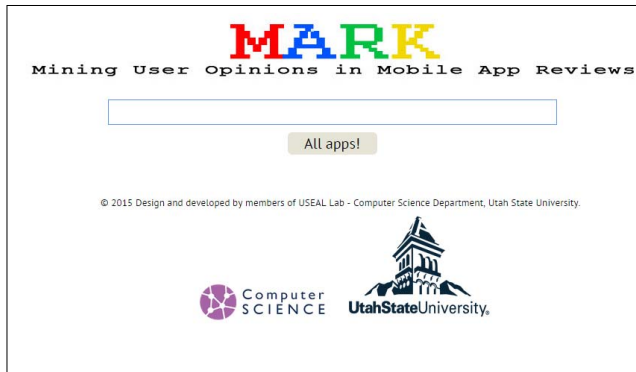 MARK
Mining User Opinions in Mobile App Reviews
All apps!
© 2015 Design and developed by members of USEAL Lab - Computer Science Department, Utah State University.
Computer
SCIENCE
UtahStateUniversity®